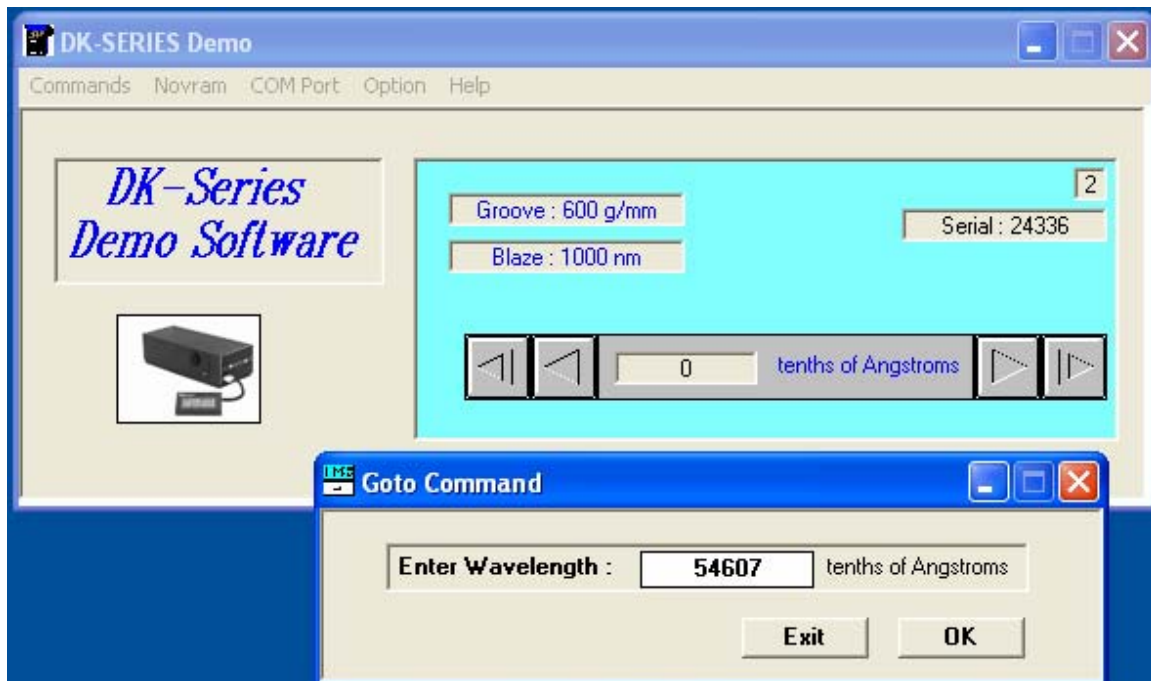 DK-SERIES Demo
Commands Novram COM Port Option Help
DK-Series
Demo Software
2
Groove : 600 g/mm
Serial : 24336
Blaze : 1000 nm
0 tenths of Angstroms
Goto Command
Enter Wavelength : 54607 tenths of Angstroms
Exit OK